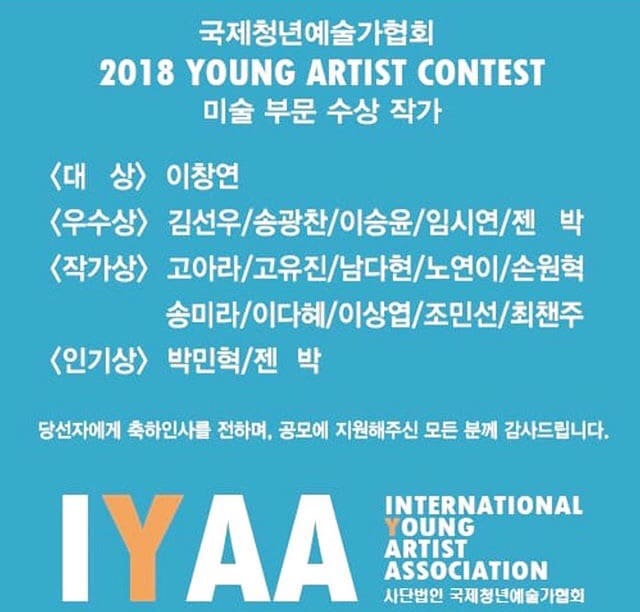 국제청년예술가협회
2018 YOUNG ARTIST CONTEST
미술 부문 수상 작가
〈대 상〉 이창연
〈우수상〉 김선우/송광찬/이승윤/임시연/젠 박
〈작가상〉 고아라/고유진/남다현/노연이/손원혁
송미라/이다혜/이상엽/조민선/최챈주
〈인기상〉 박민혁/젠 박
당선자에게 축하인사를 전하며, 공모에 지원해주신 모든 분께 감사드립니다.
IYAA
INTERNATIONAL
YOUNG
ARTIST
ASSOCIATION
사단법인 국제청년예술가협회